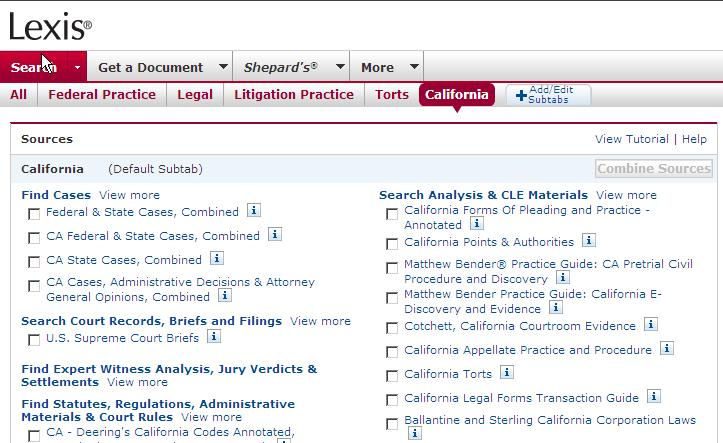 Lexis®
Search Get a Document Shepard's® More
All Federal Practice Legal Litigation Practice Torts California Add/Edit
Subtabs
Sources View Tutorial | Help
California (Default Subtab) Combine Sources
Find Cases View more
Federal & State Cases, Combined
CA Federal & State Cases, Combined
CA State Cases, Combined
CA Cases, Administrative Decisions & Attorney
General Opinions, Combined
Search Court Records, Briefs and Filings View more
U.S. Supreme Court Briefs
Find Expert Witness Analysis, Jury Verdicts &
Settlements View more
Find Statutes, Regulations, Administrative
Materials & Court Rules View more
CA - Deering's California Codes Annotated,
Search Analysis & CLE Materials View more
California Forms Of Pleading and Practice -
Annotated
California Points & Authorities
Matthew Bender® Practice Guide: CA Pretrial Civil
Procedure and Discovery
Matthew Bender Practice Guide: California E-
Discovery and Evidence
Cotchett, California Courtroom Evidence
California Appellate Practice and Procedure
California Torts
California Legal Forms Transaction Guide
Ballantine and Sterling California Corporation Laws